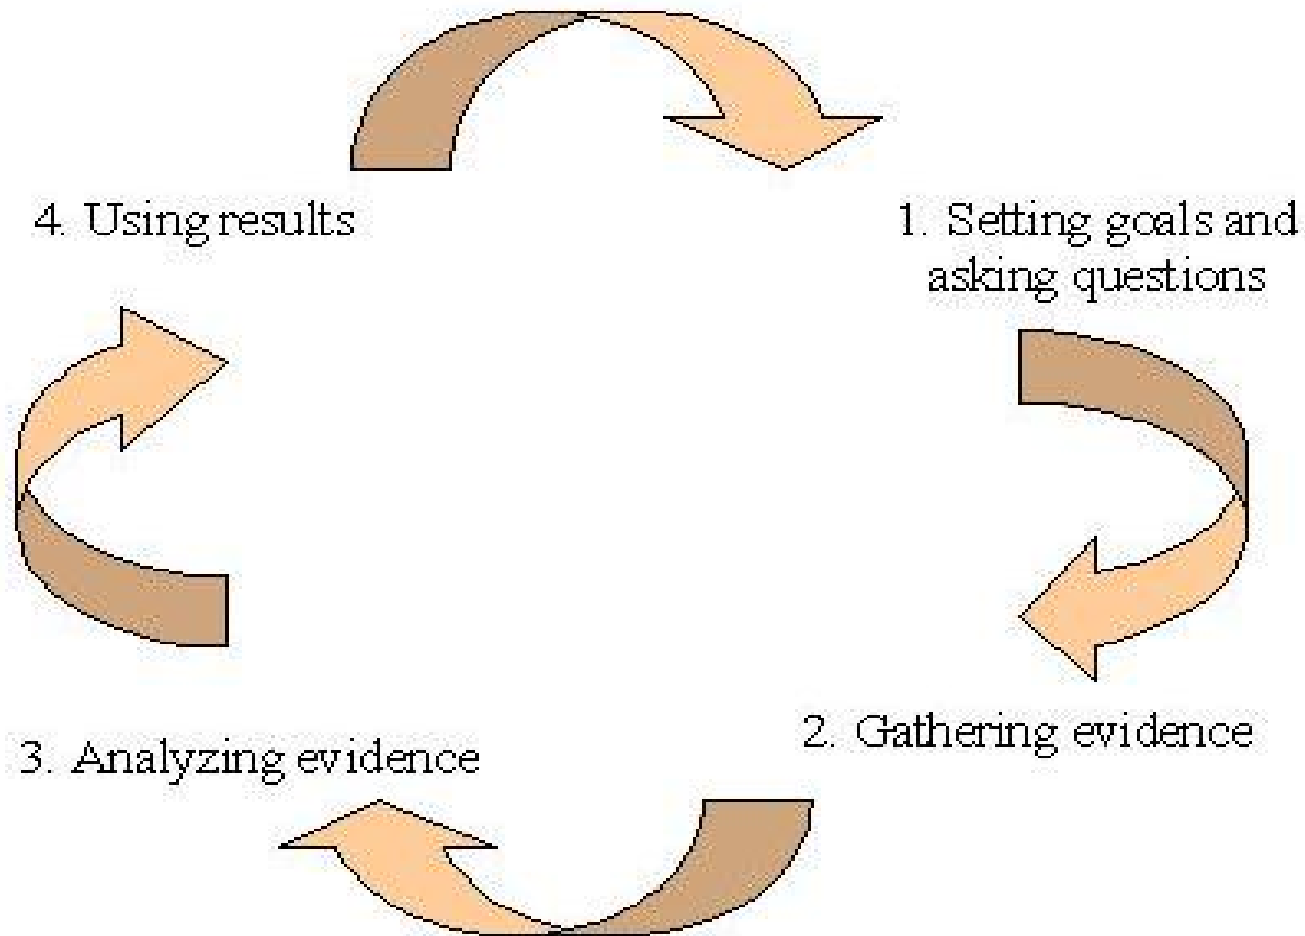 4. Using results
1. Setting goals and
asking questions
3. Analyzing evidence
2. Gathering evidence